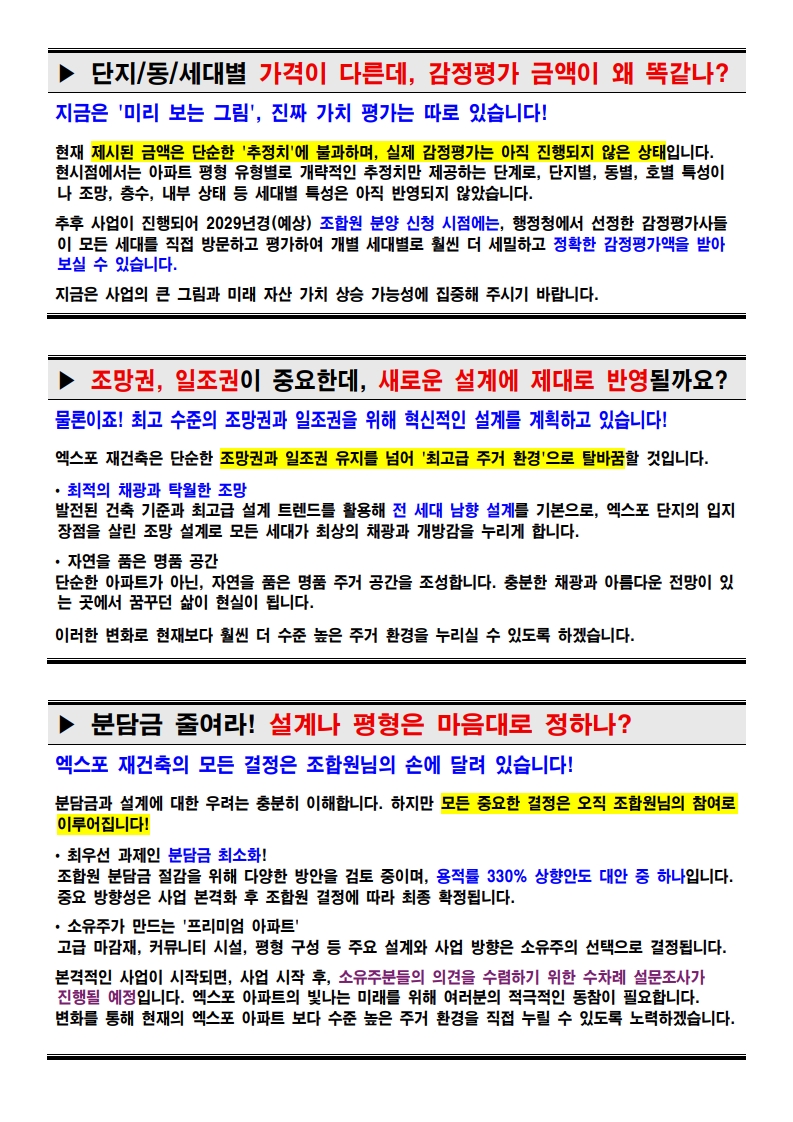 ▶ 단지/동/세대별 가격이 다른데, 감정평가 금액이 왜 똑같나?
지금은 '미리 보는 그림', 진짜 가치 평가는 따로 있습니다!
현재 제시된 금액은 단순한 '추정치'에 불과하며, 실제 감정평가는 아직 진행되지 않은 상태입니다.
현시점에서는 아파트 평형 유형별로 개략적인 추정치만 제공하는 단계로, 단지별, 동별, 호별 특성이
나 조망, 층수, 내부 상태 등 세대별 특성은 아직 반영되지 않았습니다.
추후 사업이 진행되어 2029년경(예상) 조합원 분양 신청 시점에는, 행정청에서 선정한 감정평가사들
이 모든 세대를 직접 방문하고 평가하여 개별 세대별로 훨씬 더 세밀하고 정확한 감정평가액을 받아
보실 수 있습니다.
지금은 사업의 큰 그림과 미래 자산 가치 상승 가능성에 집중해 주시기 바랍니다.
▶ 조망권, 일조권이 중요한데, 새로운 설계에 제대로 반영될까요?
물론이죠! 최고 수준의 조망권과 일조권을 위해 혁신적인 설계를 계획하고 있습니다!
엑스포 재건축은 단순한 조망권과 일조권 유지를 넘어 '최고급 주거 환경'으로 탈바꿈할 것입니다.
• 최적의 채광과 탁월한 조망
발전된 건축 기준과 최고급 설계 트렌드를 활용해 전 세대 남향 설계를 기본으로, 엑스포 단지의 입지
장점을 살린 조망 설계로 모든 세대가 최상의 채광과 개방감을 누리게 합니다.
• 자연을 품은 명품 공간
단순한 아파트가 아닌, 자연을 품은 명품 주거 공간을 조성합니다. 충분한 채광과 아름다운 전망이 있
는 곳에서 꿈꾸던 삶이 현실이 됩니다.
이러한 변화로 현재보다 훨씬 더 수준 높은 주거 환경을 누리실 수 있도록 하겠습니다.
▶ 분담금 줄여라! 설계나 평형은 마음대로 정하나?
엑스포 재건축의 모든 결정은 조합원님의 손에 달려 있습니다!
분담금과 설계에 대한 우려는 충분히 이해합니다. 하지만 모든 중요한 결정은 오직 조합원님의 참여로
이루어집니다!
• 최우선 과제인 분담금 최소화!
조합원 분담금 절감을 위해 다양한 방안을 검토 중이며, 용적률 330% 상향안도 대안 중 하나입니다.
중요 방향성은 사업 본격화 후 조합원 결정에 따라 최종 확정됩니다.
• 소유주가 만드는 '프리미엄 아파트'
고급 마감재, 커뮤니티 시설, 평형 구성 등 주요 설계와 사업 방향은 소유주의 선택으로 결정됩니다.
본격적인 사업이 시작되면, 사업 시작 후, 소유주분들의 의견을 수렴하기 위한 수차례 설문조사가
진행될 예정입니다. 엑스포 아파트의 빛나는 미래를 위해 여러분의 적극적인 동참이 필요합니다.
변화를 통해 현재의 엑스포 아파트 보다 수준 높은 주거 환경을 직접 누릴 수 있도록 노력하겠습니다.